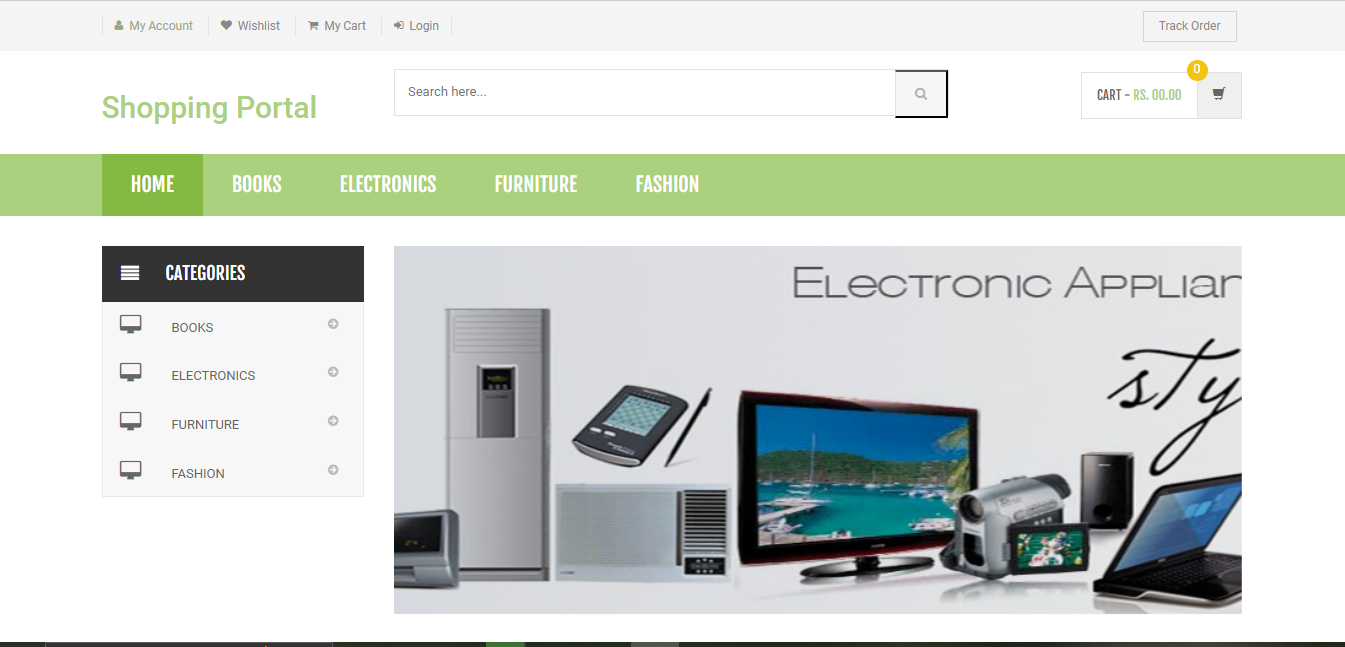 My Account Wishlist My Cart Login Track Order
Search here...
0
CART - RS. 00.00
Shopping Portal
HOME BOOKS ELECTRONICS FURNITURE FASHION
CATEGORIES
BOOKS
ELECTRONICS
FURNITURE
FASHION
Electronic Applian
sty